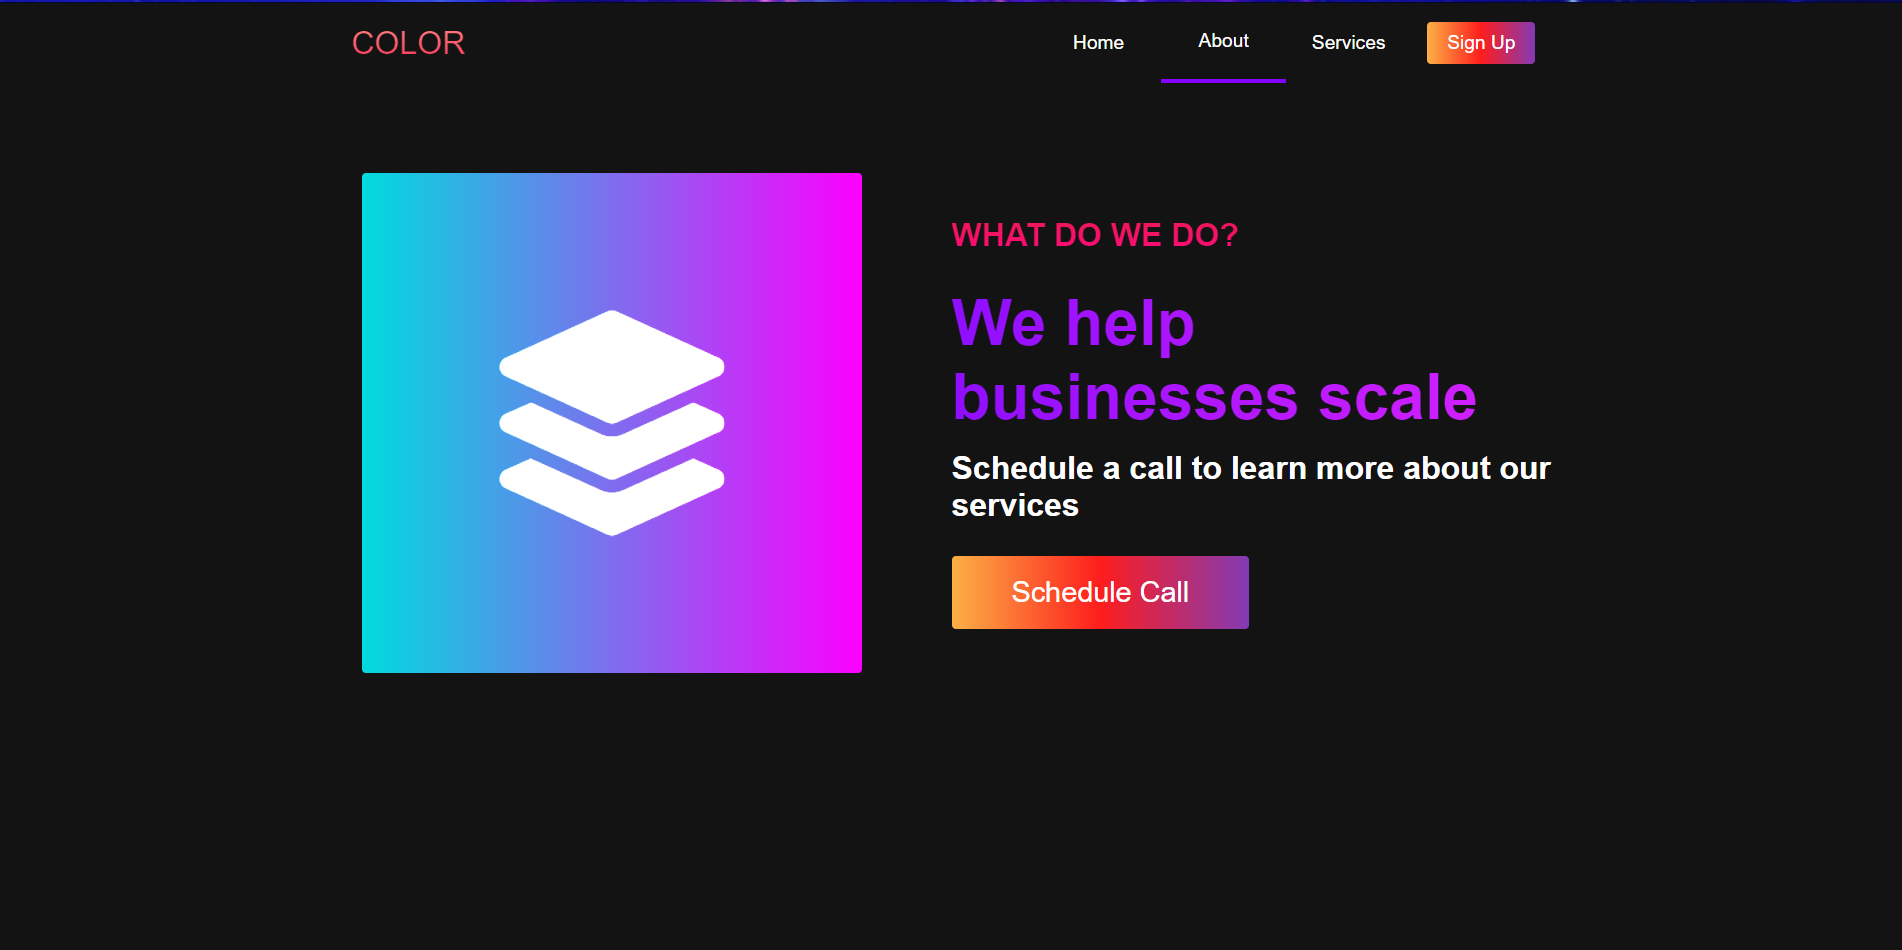 COLOR
Home
About
Services
Sign Up
WHAT DO WE DO?
We help
businesses scale
Schedule a call to learn more about our
services
Schedule Call